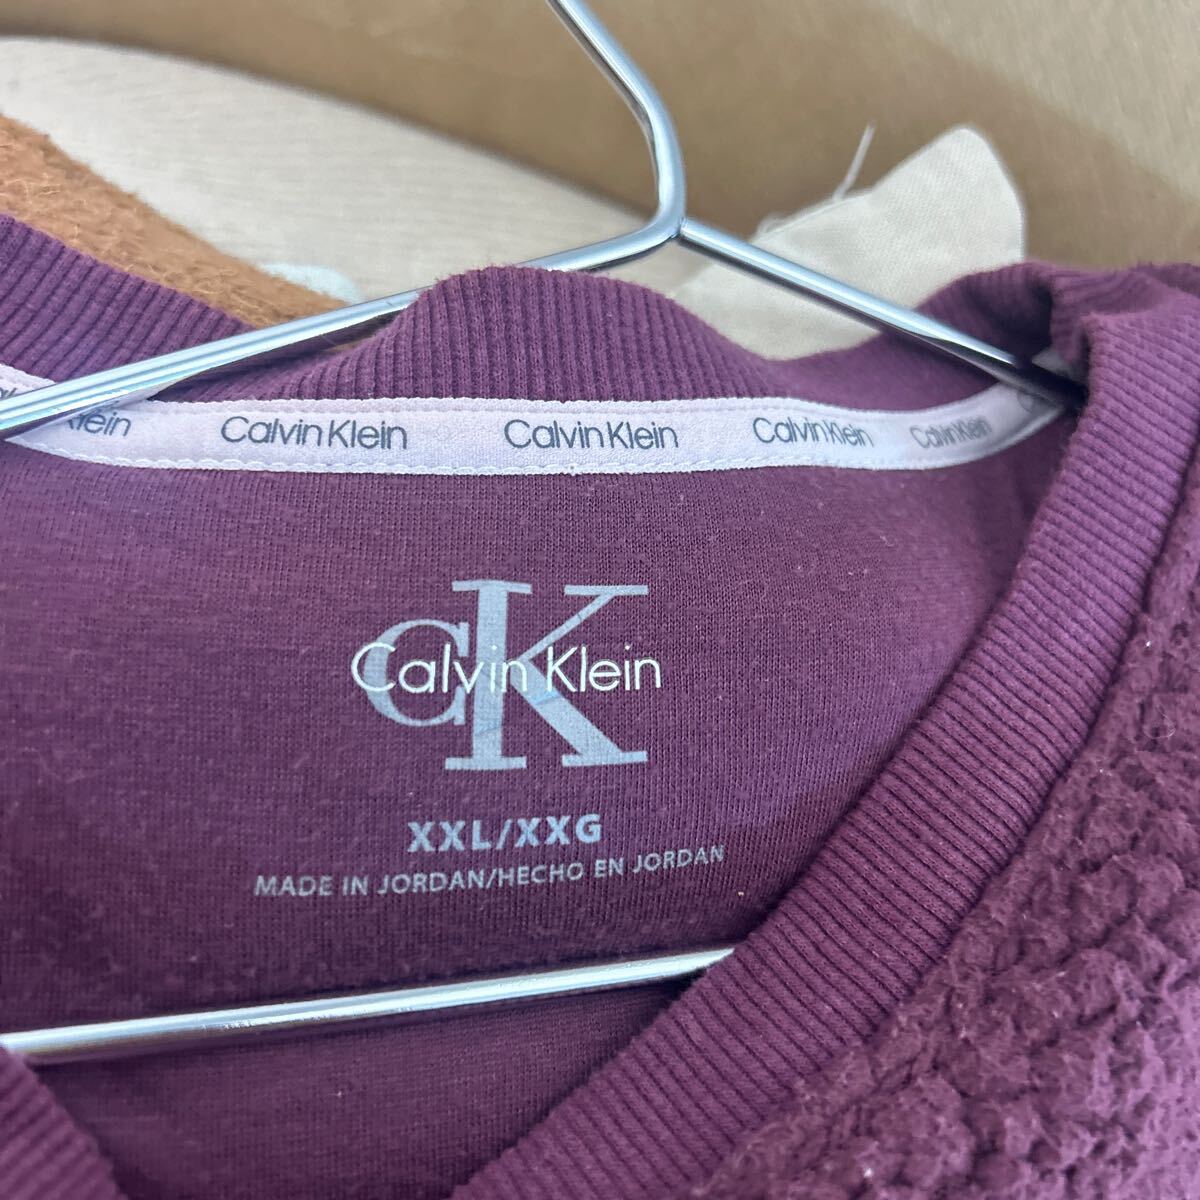 Klein Calvin Klein Calvin Klein Calvin Klein Calvin Klein
CK
Calvin Klein
XXL/XXG
MADE IN JORDAN/HECHO EN JORDAN